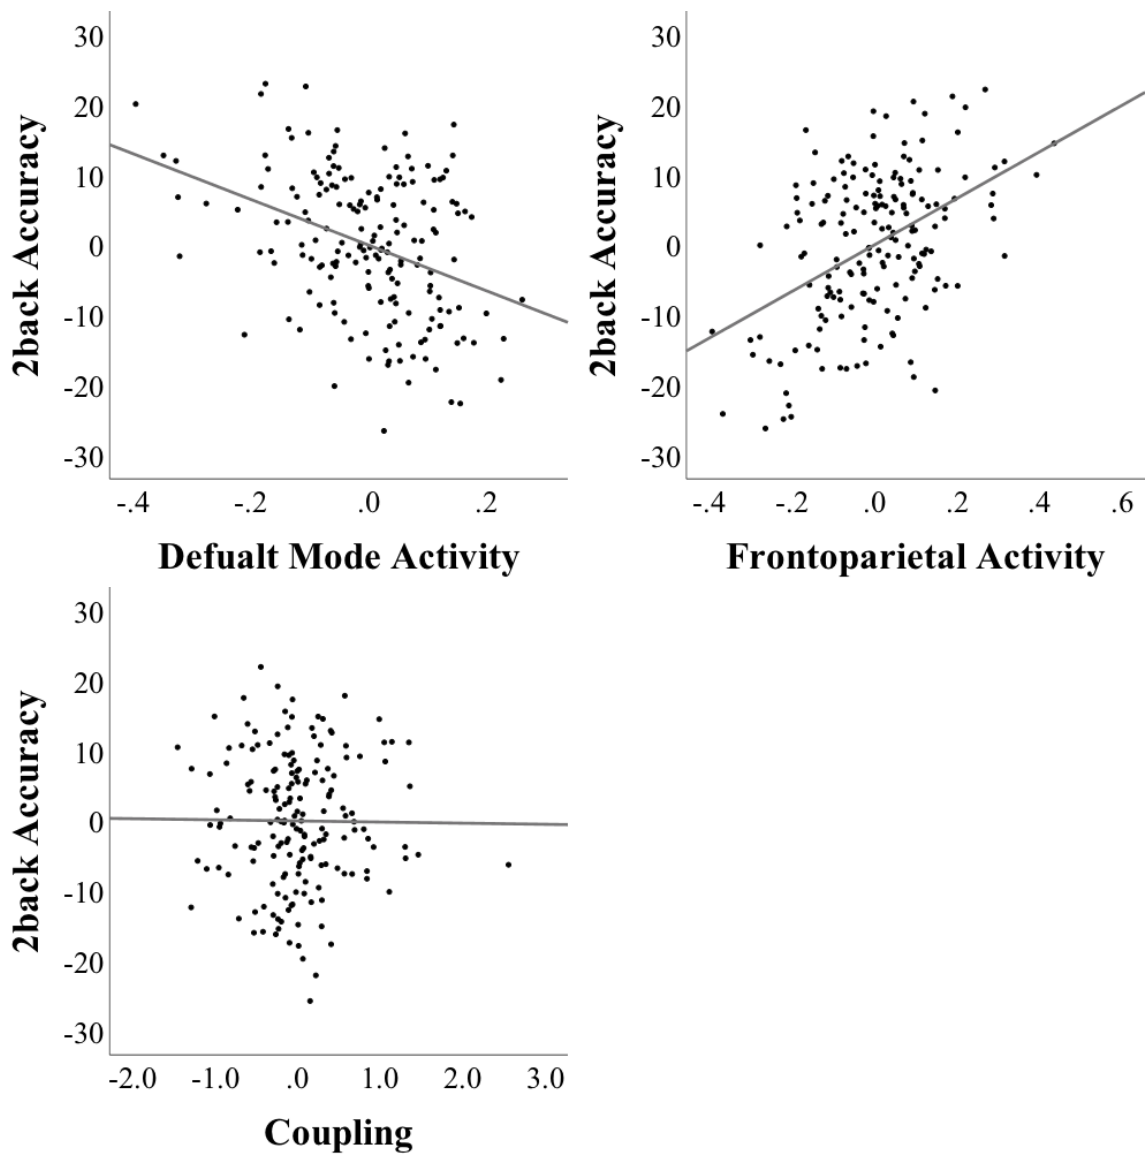 30
20
10
0
-10
-20
-30
2back Accuracy
-.4 -.2 .0 .2
Defualt Mode Activity
30
20
10
0
-10
-20
-30
2back Accuracy
-.4 -.2 .0 .2 .4 .6
Frontoparietal Activity
30
20
10
0
-10
-20
-30
2back Accuracy
-2.0 -1.0 .0 1.0 2.0 3.0
Coupling